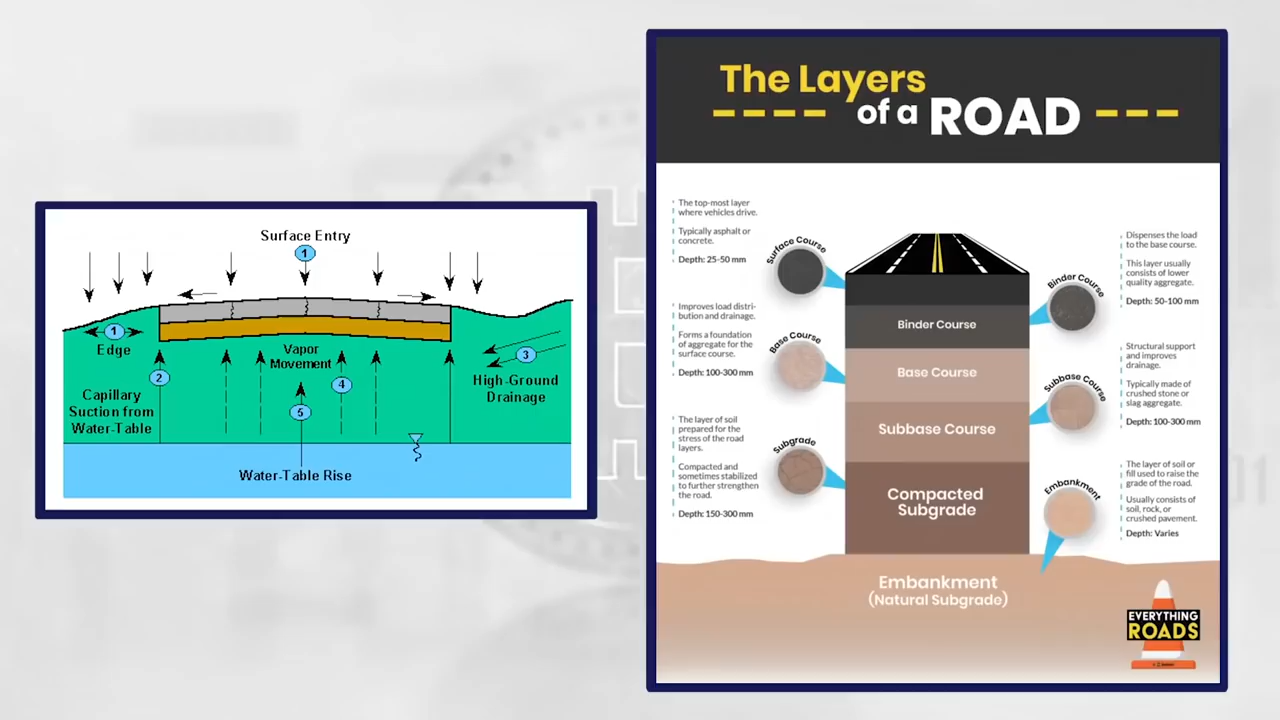 Surface Entry
1
1
Edge
Vapor
Movement
2
3
4
5
High-Ground
Drainage
Capillary
Suction from
Water-Table
Water-Table Rise
The Layers
of a ROAD
The top-most layer
where vehicles drive.
Typically asphalt or
concrete.
Depth: 25-50 mm
Surface Course
Dispenses the load
to the base course.
This layer usually
consists of lower
quality aggregate.
Depth: 50-100 mm
Binder Course
Binder Course
Improves load distri-
bution and drainage.
Forms a foundation
of aggregate for the
surface course.
Depth: 100-300 mm
Base Course
Base Course
Structural support
and improves
drainage.
Typically made of
crushed stone or
slag aggregate.
Depth: 100-300 mm
Subbase Course
Subbase Course
The layer of soil
prepared for the
stress of the road
layers.
Compacted and
sometimes stabilized
to further strengthen
the road.
Depth: 150-300 mm
Subgrade
Compacted
Subgrade
The layer of soil or
fill used to raise the
grade of the road.
Usually consists of
soil, rock, or
crushed pavement.
Depth: Varies
Embankment
Embankment
(Natural Subgrade)
EVERYTHING
ROADS